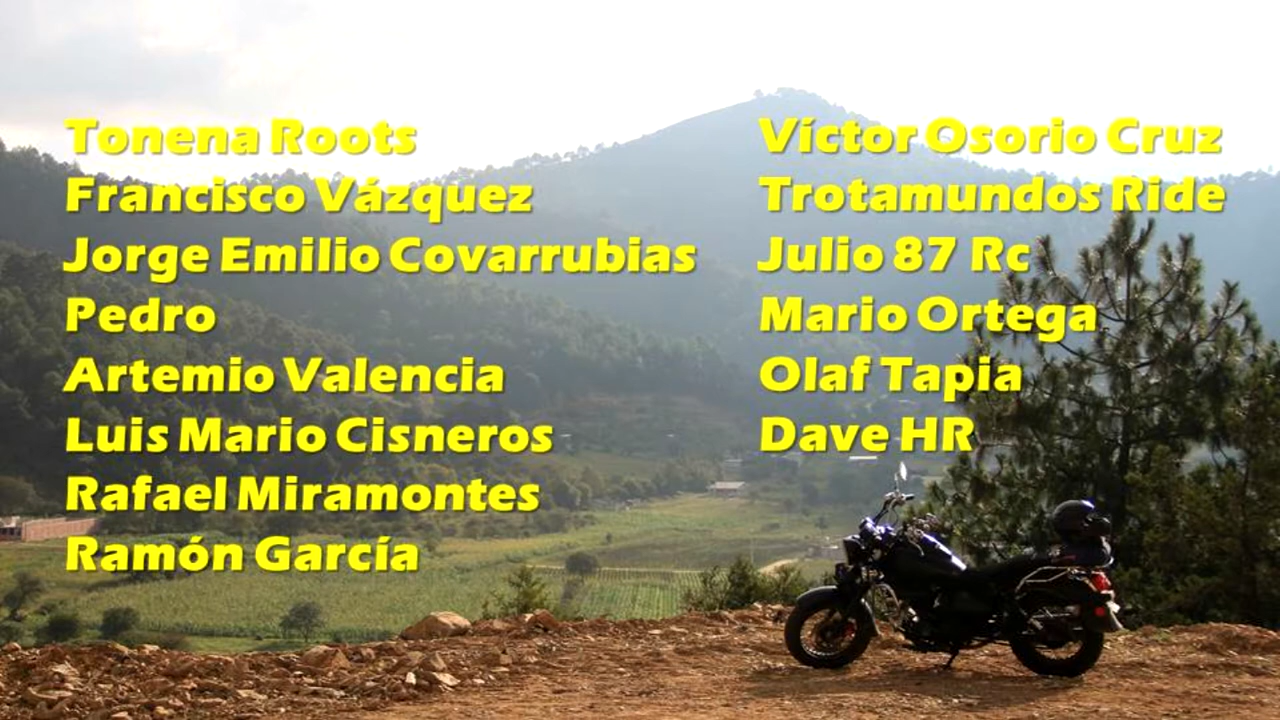 Tonena Roots
Francisco Vázquez
Jorge Emilio Covarrubias
Pedro
Artemio Valencia
Luis Mario Cisneros
Rafael Miramontes
Ramón García
Víctor Osorio Cruz
Trotamundos Ride
Julio 87 Rc
Mario Ortega
Olaf Tapia
Dave HR